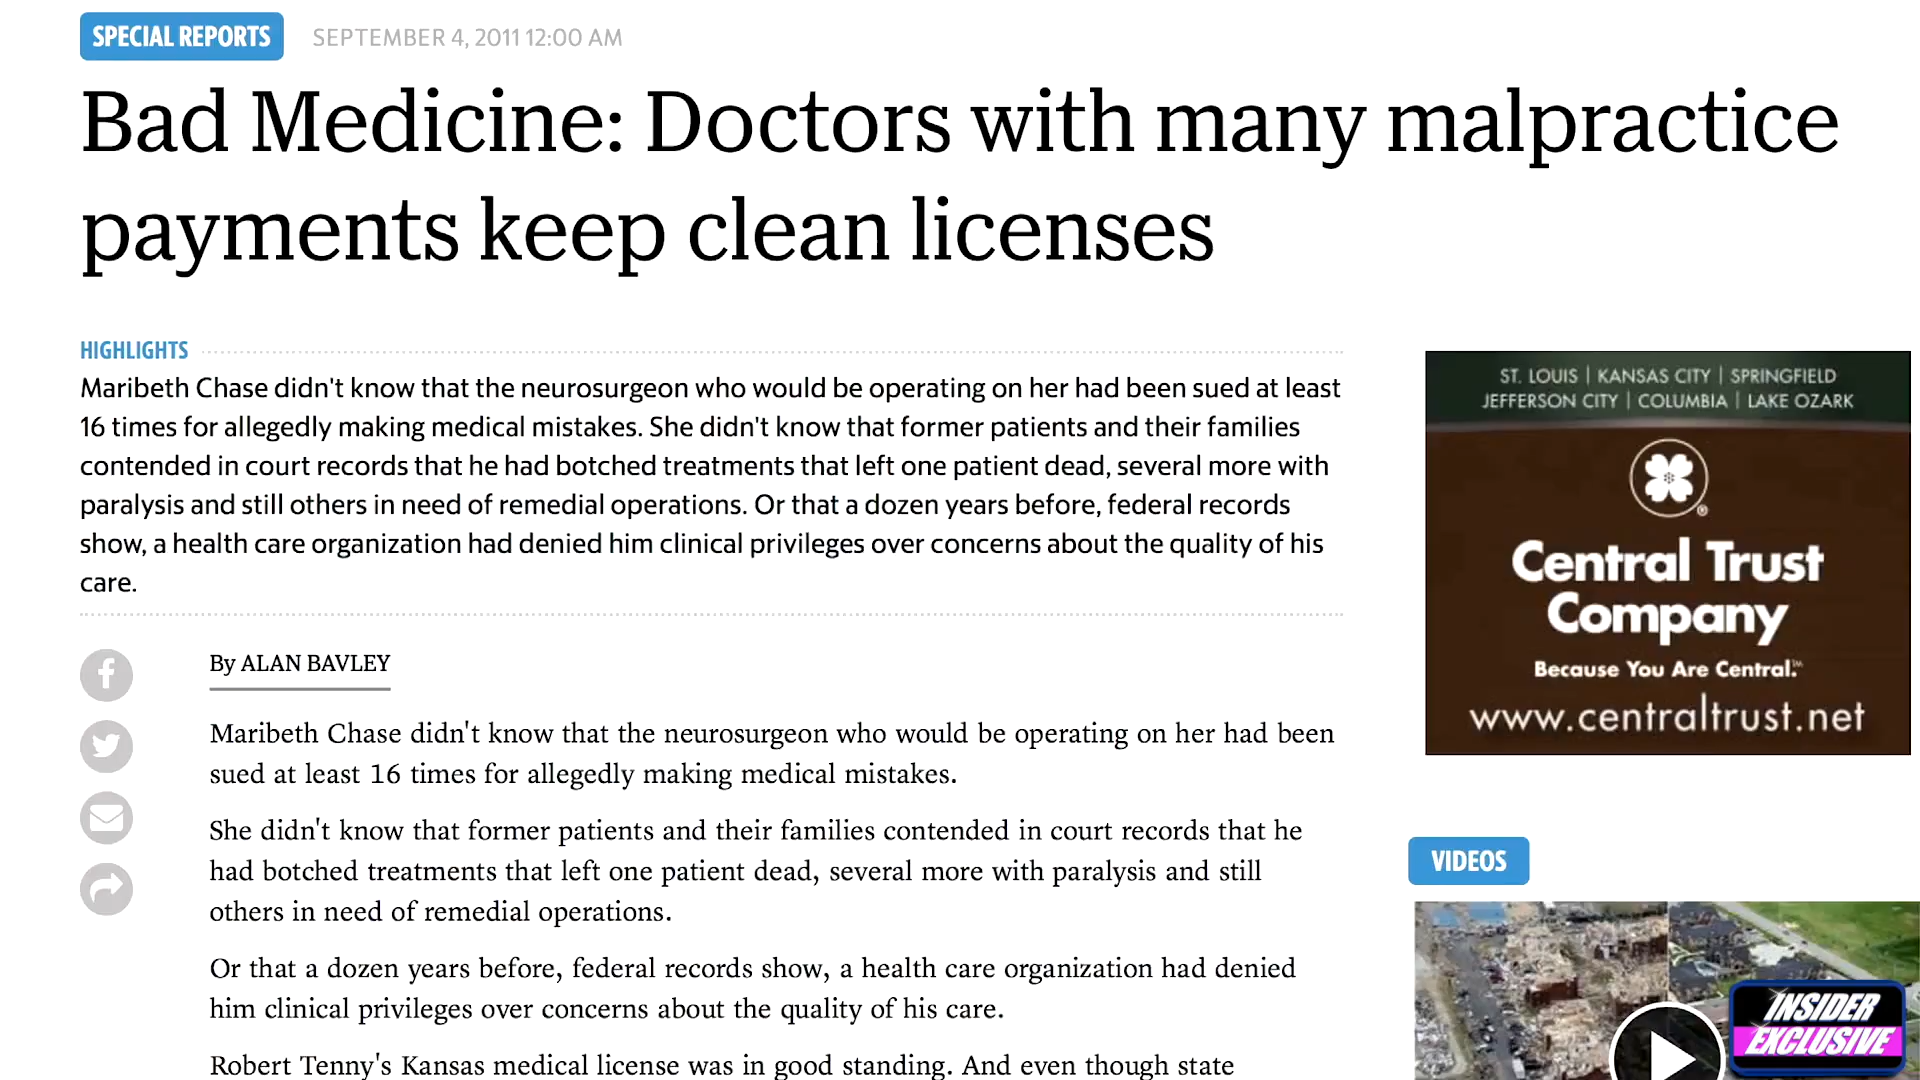 SPECIAL REPORTS
SEPTEMBER 4, 2011 12:00 AM
Bad Medicine: Doctors with many malpractice
payments keep clean licenses
HIGHLIGHTS
Maribeth Chase didn't know that the neurosurgeon who would be operating on her had been sued at least
16 times for allegedly making medical mistakes. She didn't know that former patients and their families
contended in court records that he had botched treatments that left one patient dead, several more with
paralysis and still others in need of remedial operations. Or that a dozen years before, federal records
show, a health care organization had denied him clinical privileges over concerns about the quality of his
care.
By ALAN BAVLEY
Maribeth Chase didn't know that the neurosurgeon who would be operating on her had been
sued at least 16 times for allegedly making medical mistakes.
She didn't know that former patients and their families contended in court records that he
had botched treatments that left one patient dead, several more with paralysis and still
others in need of remedial operations.
Or that a dozen years before, federal records show, a health care organization had denied
him clinical privileges over concerns about the quality of his care.
Robert Tenny's Kansas medical license was in good standing. And even though state
ST. LOUIS | KANSAS CITY | SPRINGFIELD
JEFFERSON CITY | COLUMBIA | LAKE OZARK
Central Trust
Company
Because You Are Central.™
www.centraltrust.net
VIDEOS
INSIDER
EXCLUSIVE